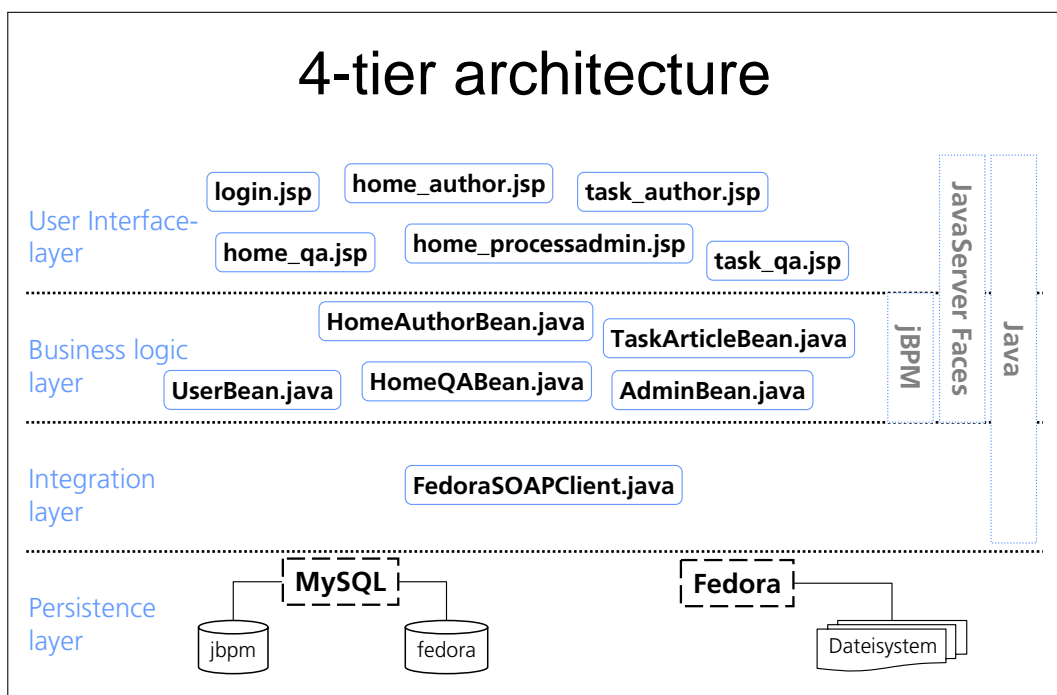 4-tier architecture
login.jsp
home_author.jsp
task_author.jsp
User Interface-
layer
home_qa.jsp
home_processadmin.jsp
task_qa.jsp
JavaServer Faces
Java
jBPM
HomeAuthorBean.java
TaskArticleBean.java
Business logic
layer
UserBean.java
HomeQABean.java
AdminBean.java
Integration
layer
FedoraSOAPClient.java
MySQL
Fedora
Persistence
layer
jbpm
fedora
Dateisystem